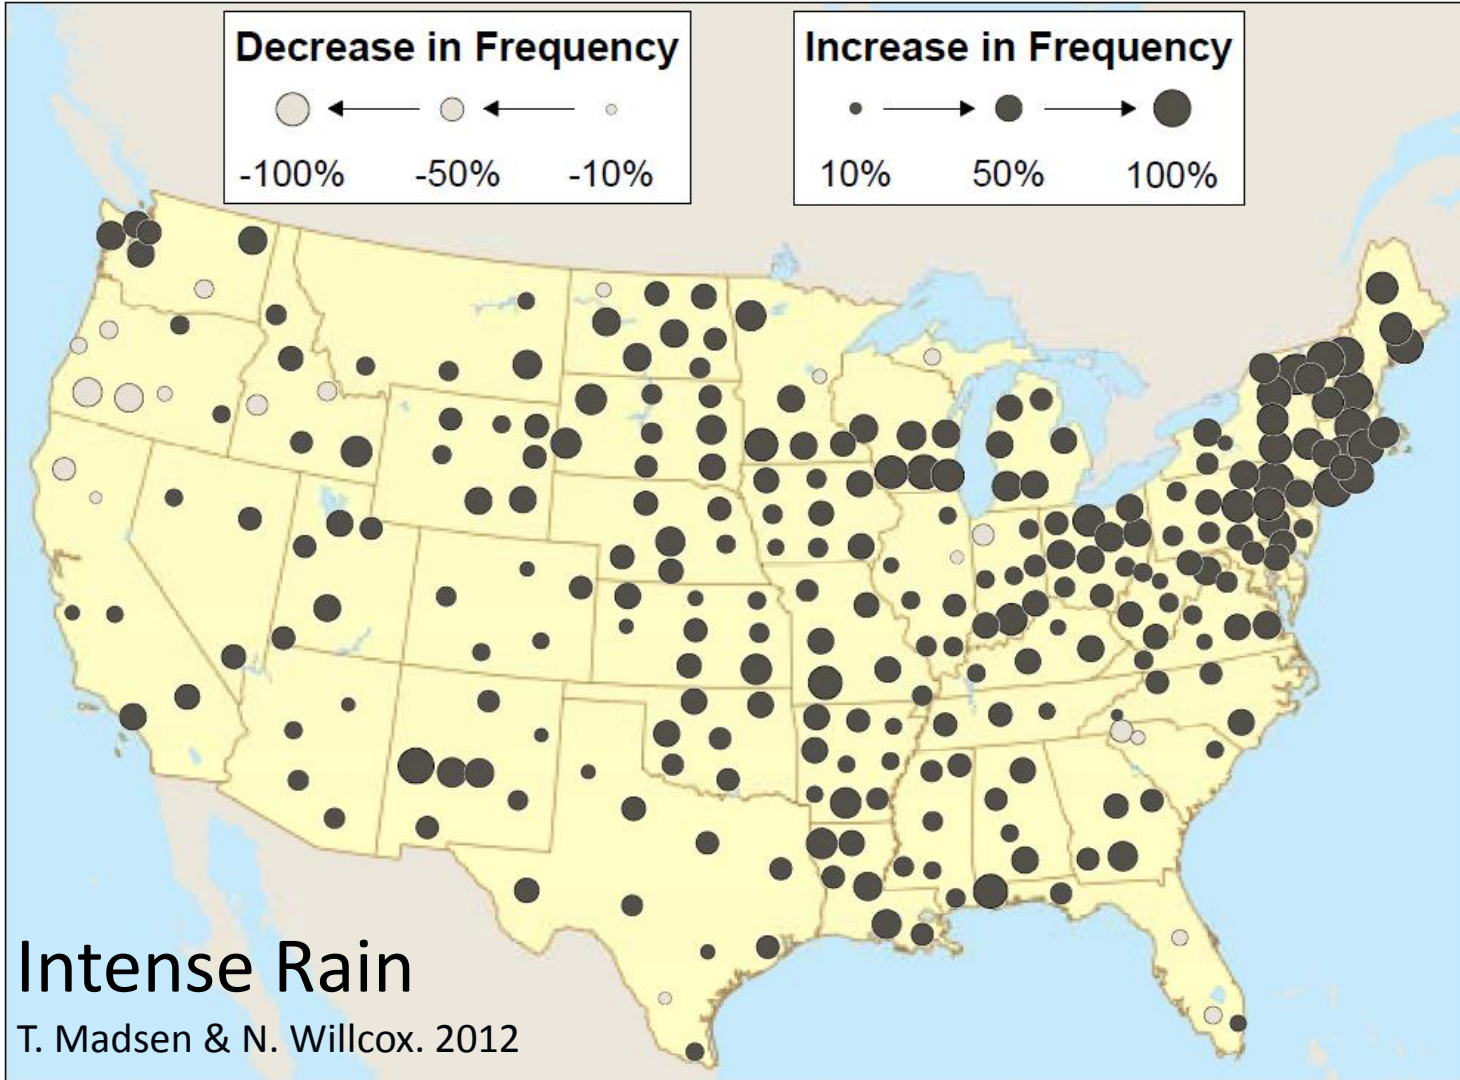 Decrease in Frequency
-100% -50% -10%
Increase in Frequency
10% 50% 100%
Intense Rain
T. Madsen & N. Willcox. 2012